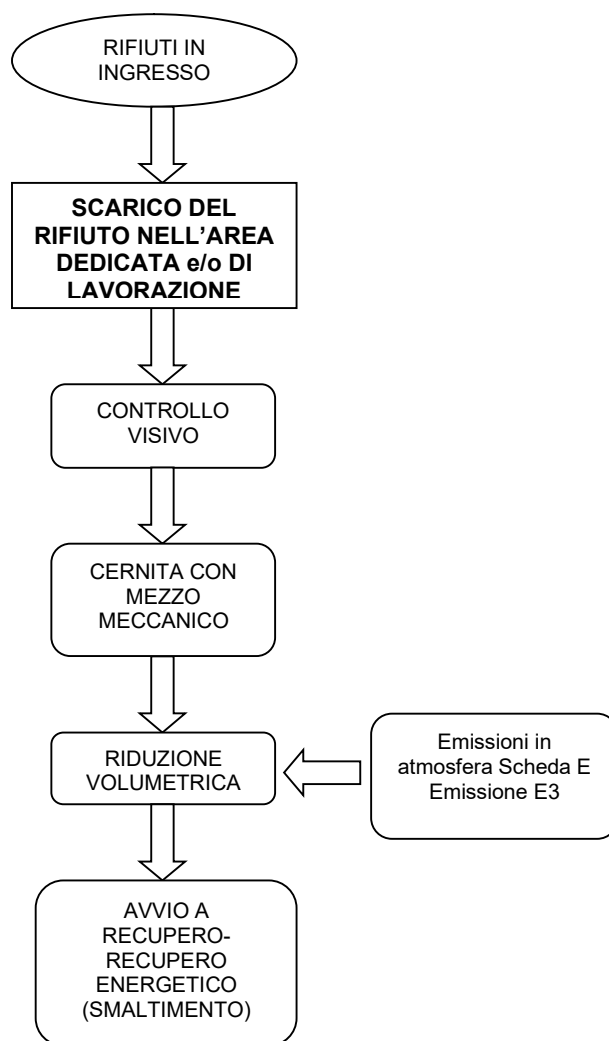 RIFIUTI IN
INGRESSO
SCARICO DEL
RIFIUTO NELL’AREA
DEDICATA e/o DI
LAVORAZIONE
CONTROLLO
VISIVO
CERNITA CON
MEZZO
MECCANICO
RIDUZIONE
VOLUMETRICA
Emissioni in
atmosfera Scheda E
Emissione E3
AVVIO A
RECUPERO-
RECUPERO
ENERGETICO
(SMALTIMENTO)